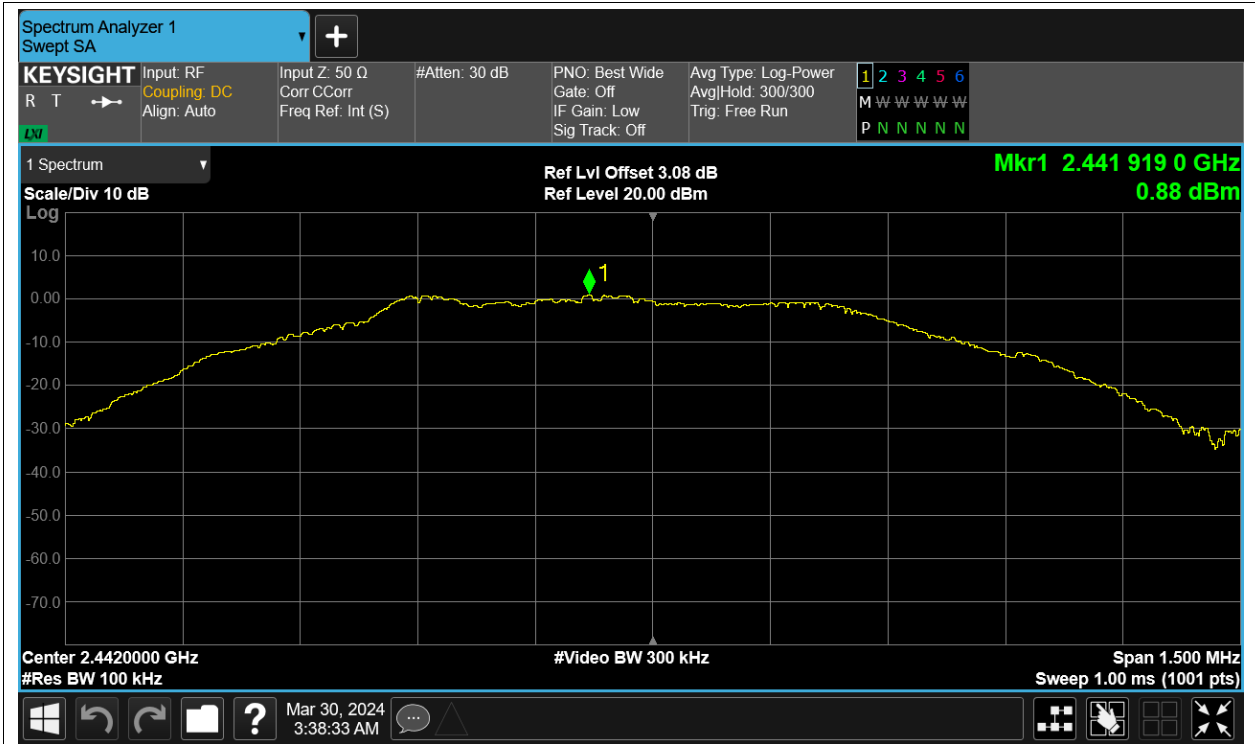 Spectrum Analyzer 1
Swept SA
KEYSIGHT
R T
LXI
Input: RF
Coupling: DC
Align: Auto
Input Z: 50 Ω
Corr CCorr
Freq Ref: Int (S)
#Atten: 30 dB
PNO: Best Wide
Gate: Off
IF Gain: Low
Sig Track: Off
Avg Type: Log-Power
Avg|Hold: 300/300
Trig: Free Run
1 2 3 4 5 6
M W W W W W
P N N N N N
1 Spectrum
Scale/Div 10 dB
Log
Ref Lvl Offset 3.08 dB
Ref Level 20.00 dBm
Mkr1 2.441 919 0 GHz
0.88 dBm
10.0
0.00
-10.0
-20.0
-30.0
-40.0
-50.0
-60.0
-70.0
1
Center 2.4420000 GHz
#Res BW 100 kHz
#Video BW 300 kHz
Span 1.500 MHz
Sweep 1.00 ms (1001 pts)
?
Mar 30, 2024
3:38:33 AM